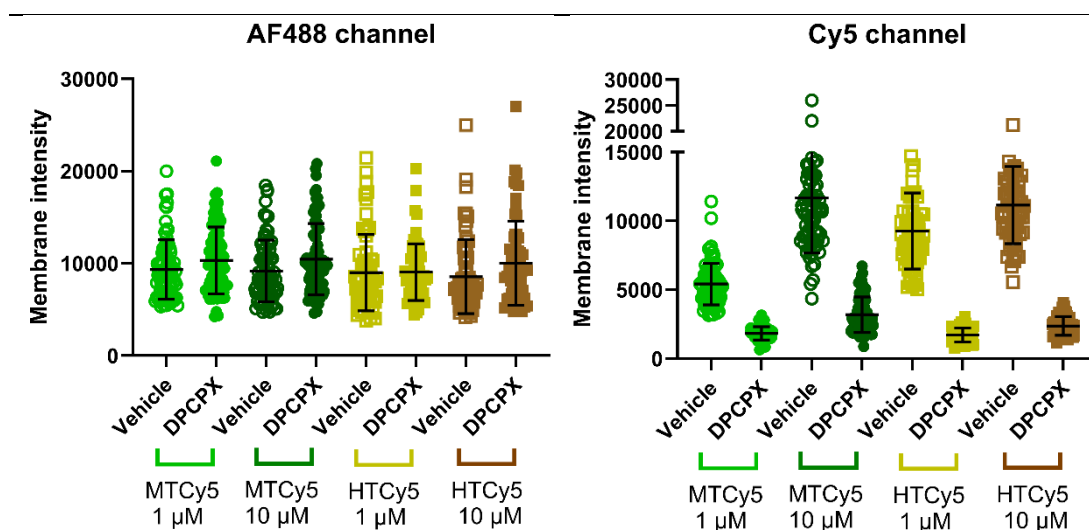 AF488 channel
Membrane intensity
30000
20000
10000
0
Vehicle
DPCPX
Vehicle
DPCPX
Vehicle
DPCPX
Vehicle
DPCPX
MTCy5
1 µM
MTCy5
10 µM
HTCy5
1 µM
HTCy5
10 µM
Cy5 channel
Membrane intensity
30000
25000
20000
15000
10000
5000
0
Vehicle
DPCPX
Vehicle
DPCPX
Vehicle
DPCPX
Vehicle
DPCPX
MTCy5
1 µM
MTCy5
10 µM
HTCy5
1 µM
HTCy5
10 µM